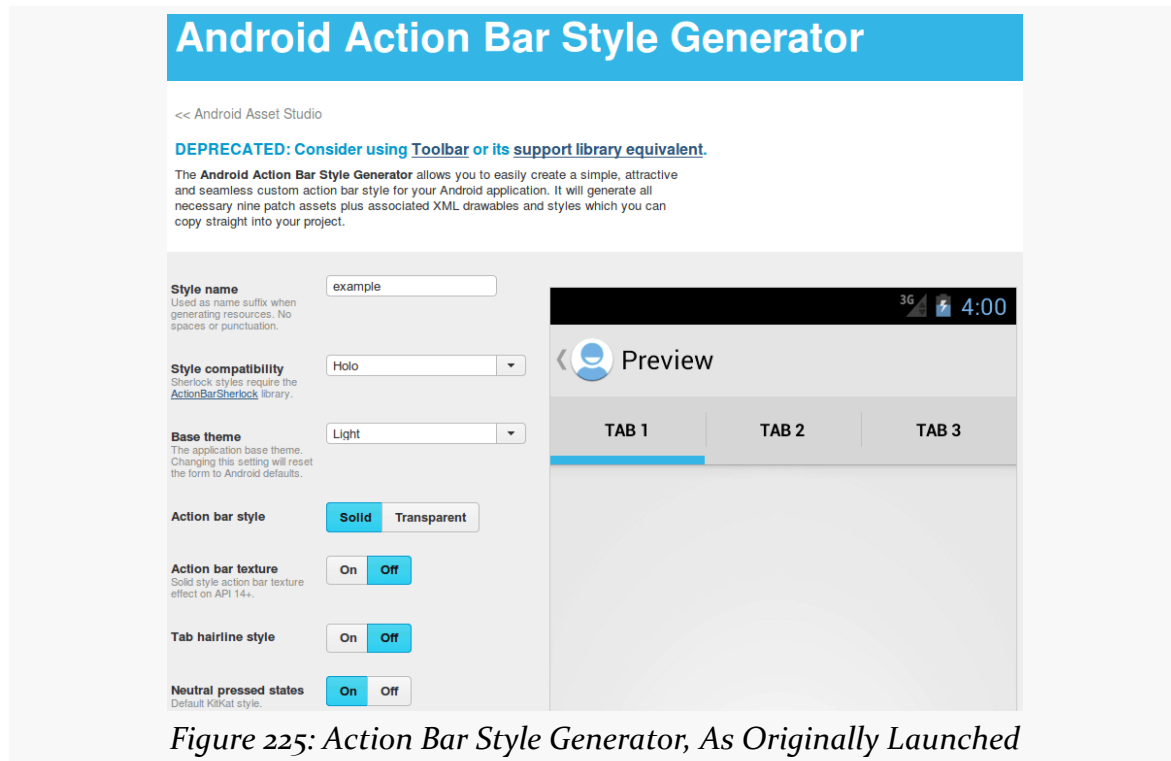 Android Action Bar Style Generator
<< Android Asset Studio
DEPRECATED: Consider using Toolbar or its support library equivalent.
The Android Action Bar Style Generator allows you to easily create a simple, attractive
and seamless custom action bar style for your Android application. It will generate all
necessary nine patch assets plus associated XML drawables and styles which you can
copy straight into your project.
Style name
Used as name suffix when
generating resources. No
spaces or punctuation.
example
Style compatibility
Sherlock styles require the
ActionBarSherlock library.
Holo
Base theme
The application base theme.
Changing this setting will reset
the form to Android defaults.
Light
Action bar style
Solid Transparent
Action bar texture
Solid style action bar texture
effect on API 14+.
On Off
Tab hairline style
On Off
Neutral pressed states
Default KitKat style.
On Off
3G 4:00
Preview
TAB 1 TAB 2 TAB 3
Figure 225: Action Bar Style Generator, As Originally Launched